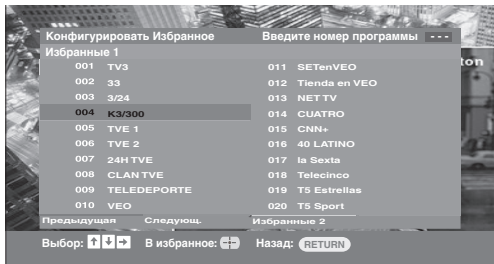 Конфигурировать Избранное Введите номер программы ---
Избранны е 1
001 TV3
002 33
003 3/24
004 K3/300
005 TVE 1
006 TVE 2
007 24H TVE
008 CLAN TVE
009 TELEDEPORTE
010 VEO
011 SETenVEO
012 Tienda en VEO
013 NET TV
014 CUATRO
015 CNN+
016 40 LATINO
017 la Sexta
018 Telecinco
019 T5 Estrellas
020 T5 Sport
Предыдущая Следующ. Избранные 2
Выбор: ↑ ↓ → В избранное: Назад: RETURN
ton